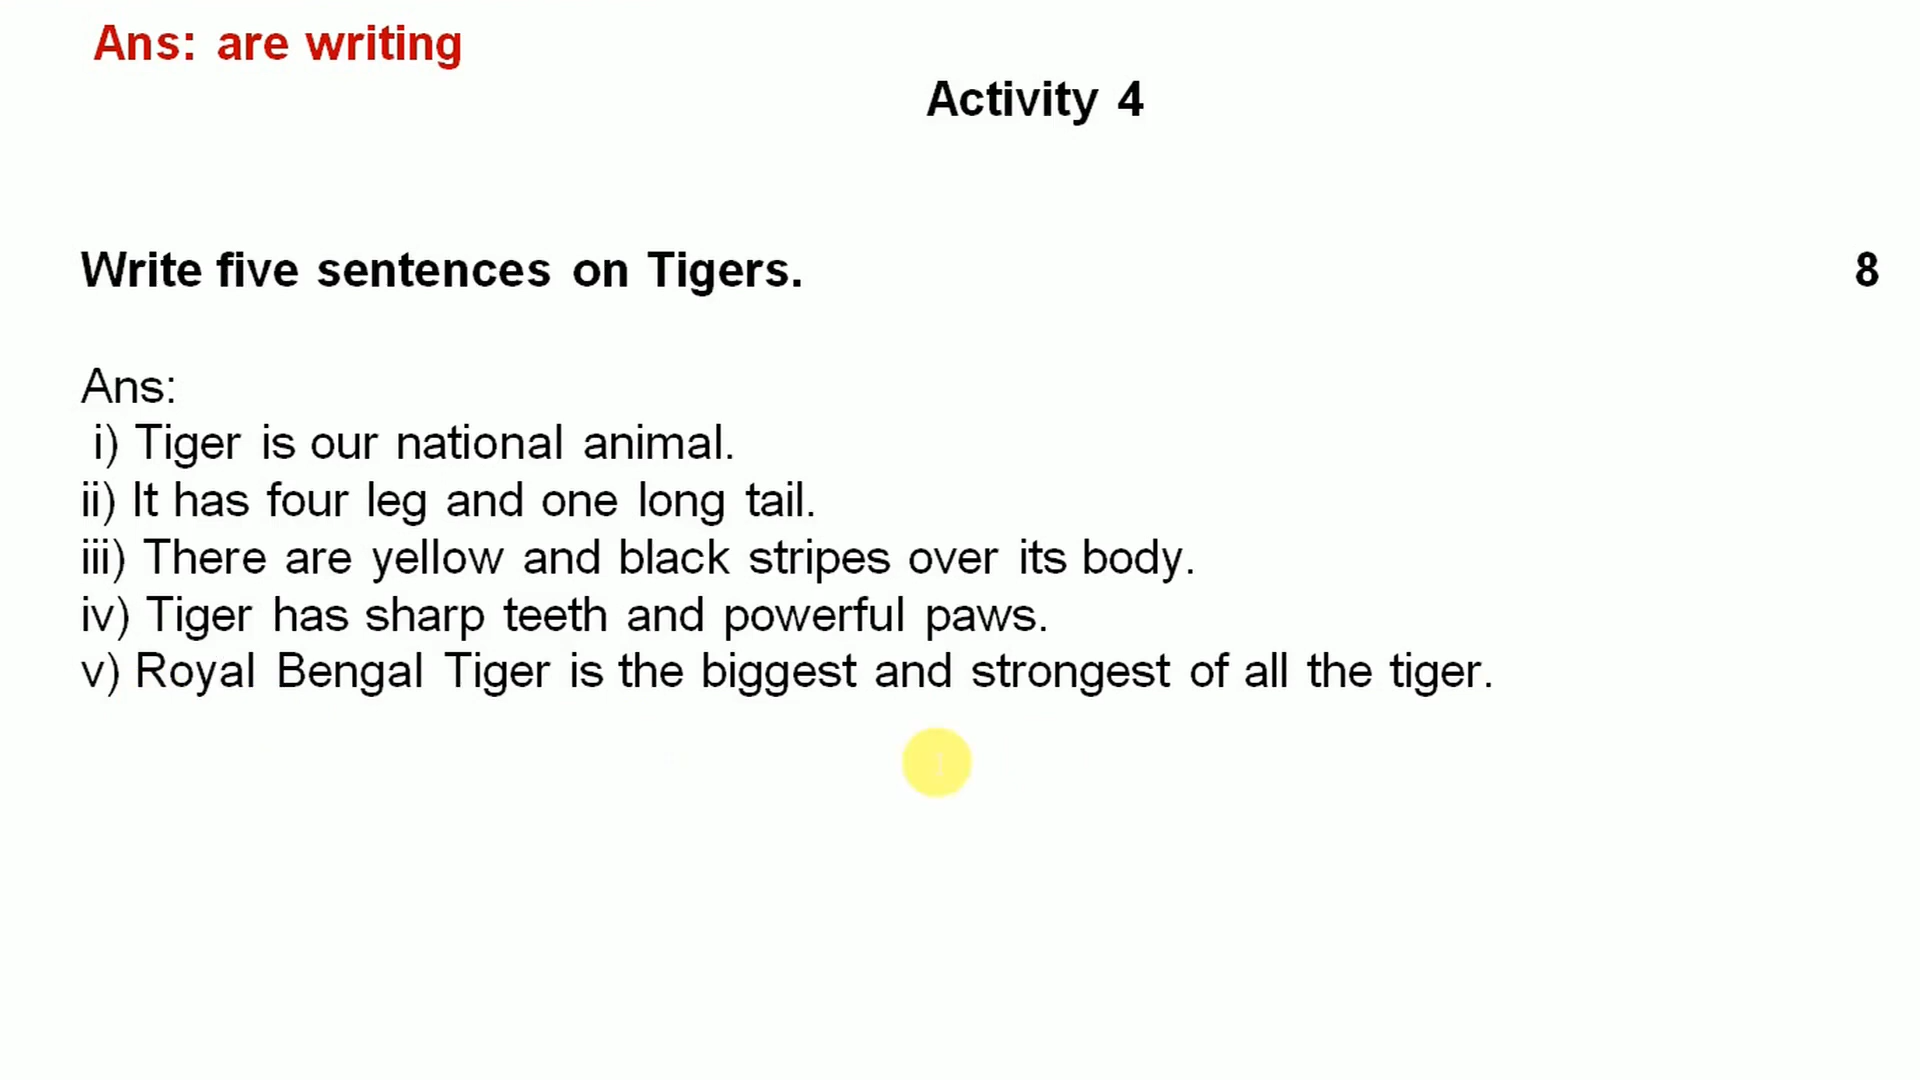 Ans: are writing
Activity 4
Write five sentences on Tigers. 8
Ans:
i) Tiger is our national animal.
ii) It has four leg and one long tail.
iii) There are yellow and black stripes over its body.
iv) Tiger has sharp teeth and powerful paws.
v) Royal Bengal Tiger is the biggest and strongest of all the tiger.